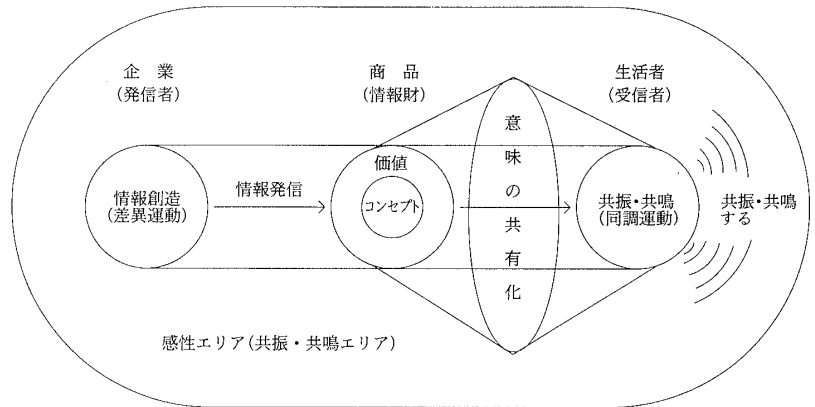 企業
(発信者)
商品
(情報財)
生活者
(受信者)
情報創造
(差異運動)
情報発信
価値
コンセプト
意味の共有化
共振・共鳴
(同調運動)
共振・共鳴
する
感性エリア(共振・共鳴エリア)